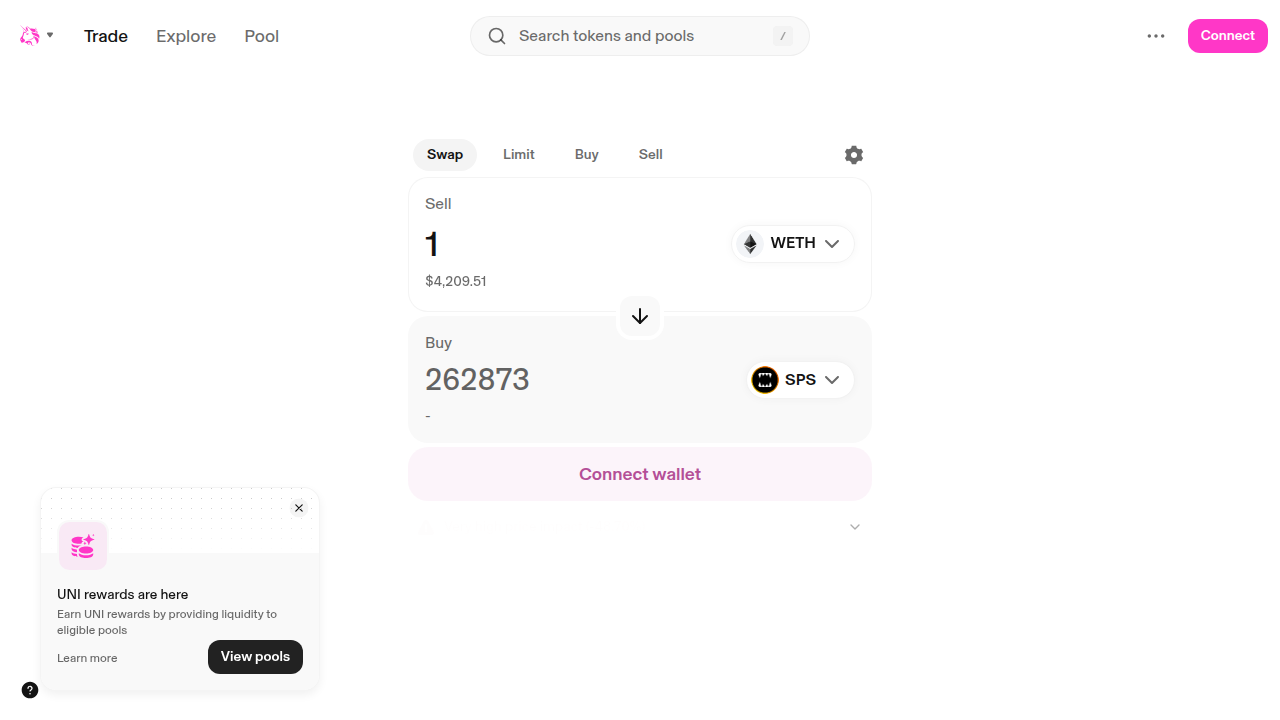 Trade
Explore
Pool
Search tokens and pools
/
Connect
Swap
Limit
Buy
Sell
Sell
1
WETH
$4,209.51
Buy
262873
SPS
-
Connect wallet
UNI rewards are here
Earn UNI rewards by providing liquidity to
eligible pools
Learn more
View pools
?